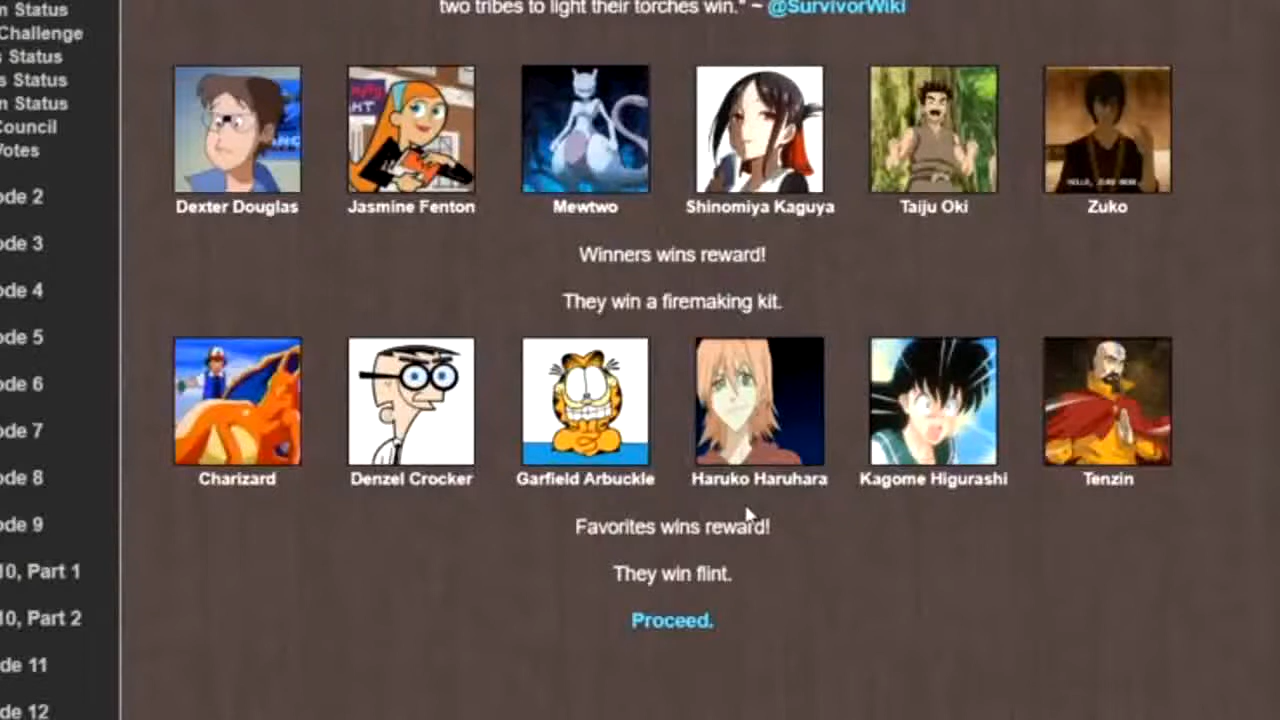 two tribes to light their torches win." ~ @SurvivorWiki
n Status
Challenge
s Status
s Status
n Status
Council
Votes
ode 2
ode 3
ode 4
ode 5
ode 6
ode 7
ode 8
ode 9
10, Part 1
10, Part 2
de 11
de 12
Dexter Douglas
Jasmine Fenton
Mewtwo
Shinomiya Kaguya
Taiju Oki
HELLO, ZUKO HERE.
Zuko
Winners wins reward!
They win a firemaking kit.
Charizard
Denzel Crocker
Garfield Arbuckle
Haruko Haruhara
Kagome Higurashi
Tenzin
Favorites wins reward!
They win flint.
Proceed.